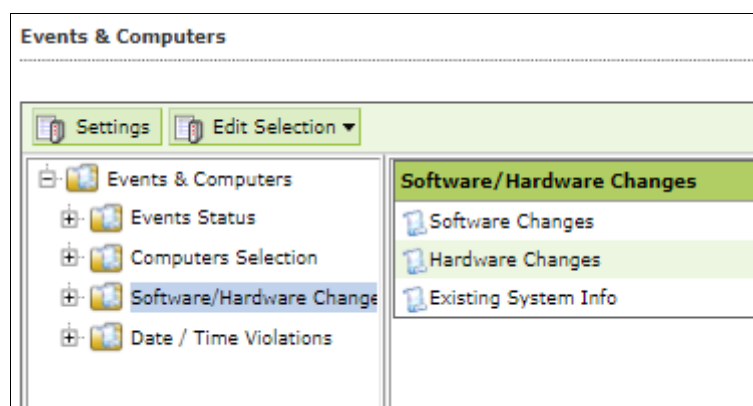 Events & Computers
Settings Edit Selection
Events & Computers
Events Status
Computers Selection
Software/Hardware Change
Date / Time Violations
Software/Hardware Changes
Software Changes
Hardware Changes
Existing System Info